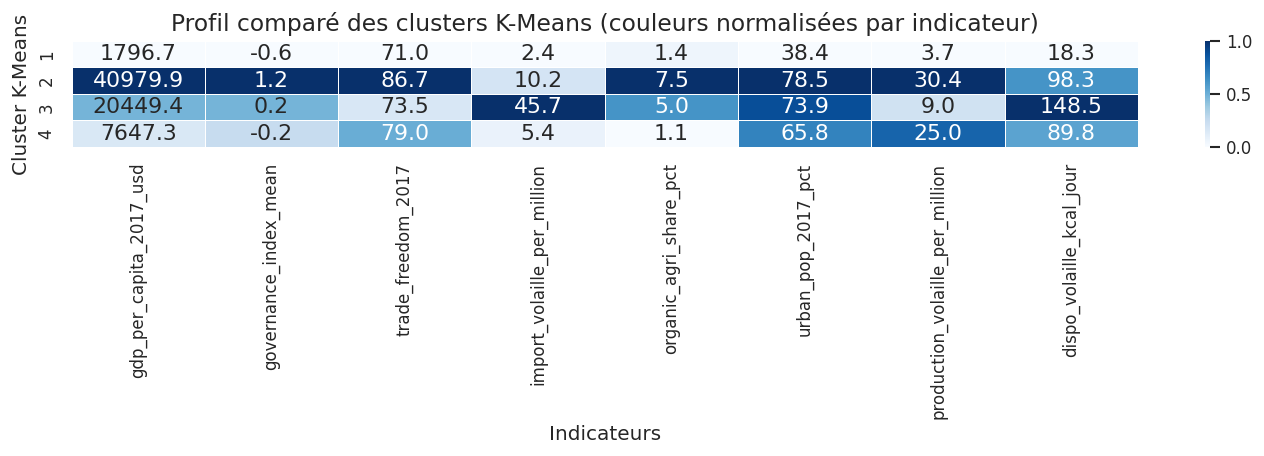 Profil comparé des clusters K-Means (couleurs normalisées par indicateur)
Cluster K-Means
1 1796.7 -0.6 71.0 2.4 1.4 38.4 3.7 18.3
2 40979.9 1.2 86.7 10.2 7.5 78.5 30.4 98.3
3 20449.4 0.2 73.5 45.7 5.0 73.9 9.0 148.5
4 7647.3 -0.2 79.0 5.4 1.1 65.8 25.0 89.8
1.0
0.5
0.0
gdp_per_capita_2017_usd
governance_index_mean
trade_freedom_2017
import_volaille_per_million
organic_agri_share_pct
urban_pop_2017_pct
production_volaille_per_million
dispo_volaille_kcal_jour
Indicateurs